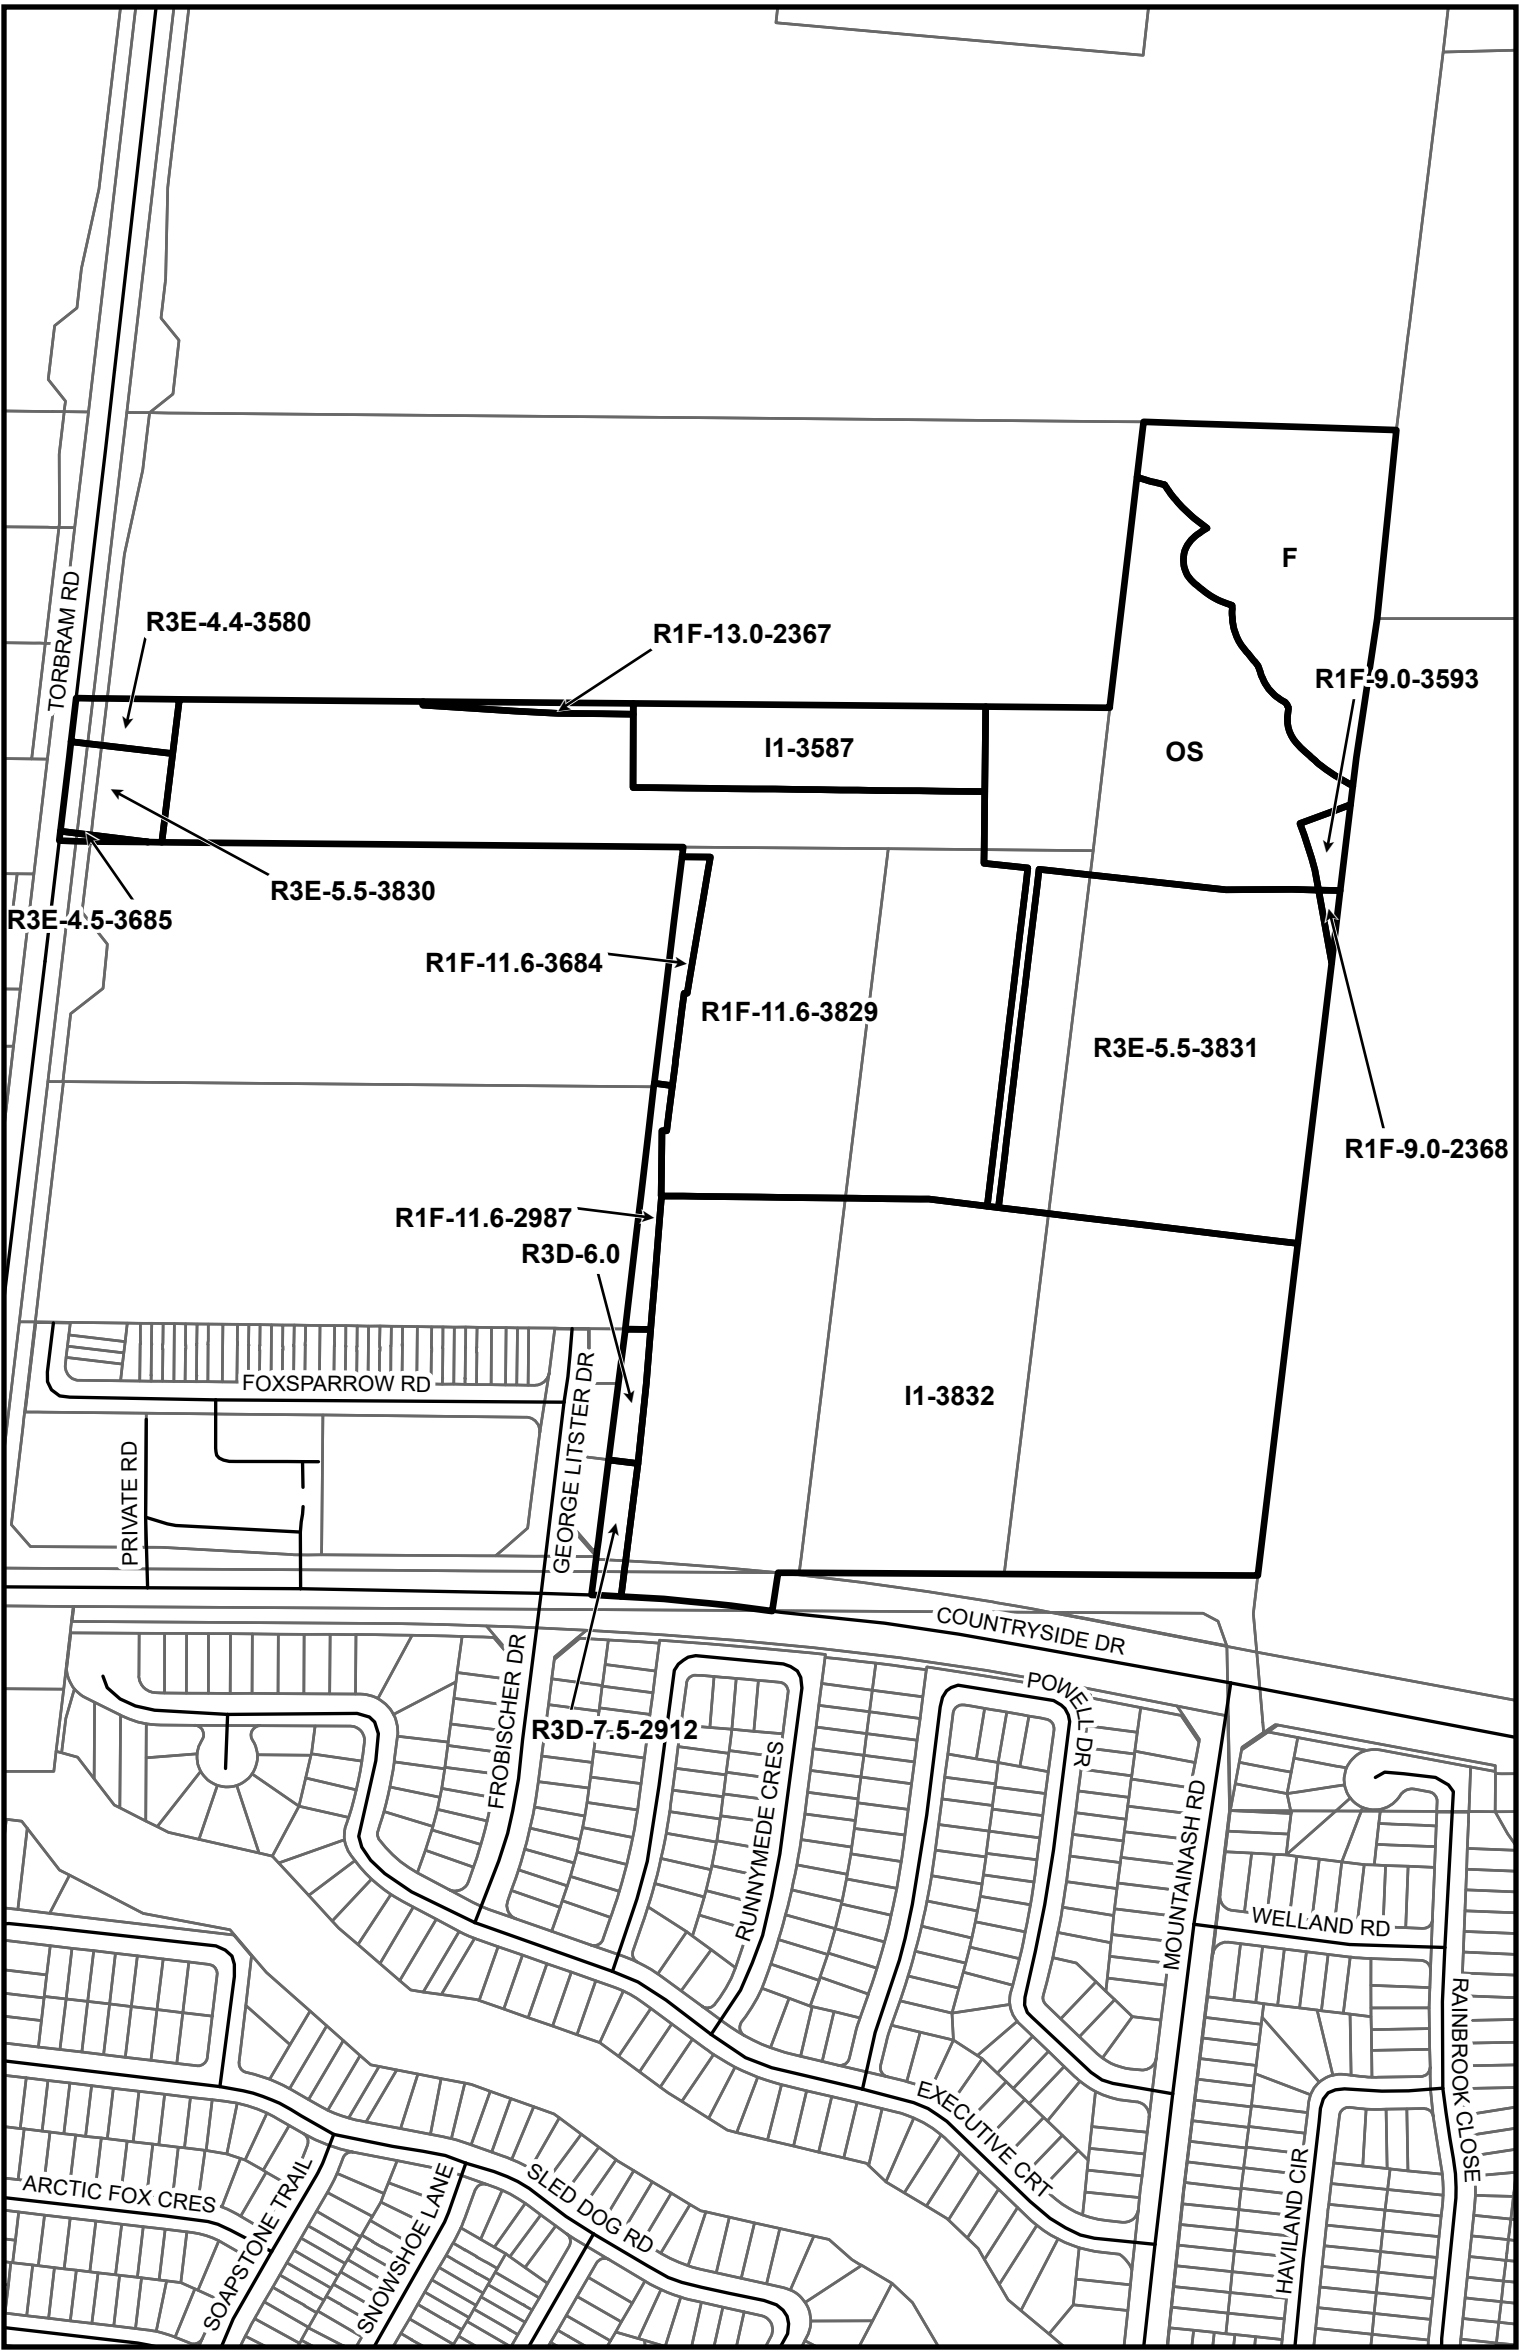 F
TORBRAM RD
R3E-4.4-3580
R1F-13.0-2367
R1F-9.0-3593
I1-3587
OS
R3E-5.5-3830
R3E-4.5-3685
R1F-11.6-3684
R1F-11.6-3829
R3E-5.5-3831
R1F-9.0-2368
R1F-11.6-2987
R3D-6.0
FOXSPARROW RD
I1-3832
PRIVATE RD
GEORGE LITSTER DR
COUNTRYSIDE DR
FROBISCHER DR
POWELL DR
R3D-7.5-2912
RUNNYMEDE CRES
MOUNTAINASH RD
WELLAND RD
RAINBROOK CLOSE
EXECUTIVE CRT
ARCTIC FOX CRES
SOAPSTONE TRAIL
SNOWSHOE LANE
SLED DOG RD
HAVILAND CIR